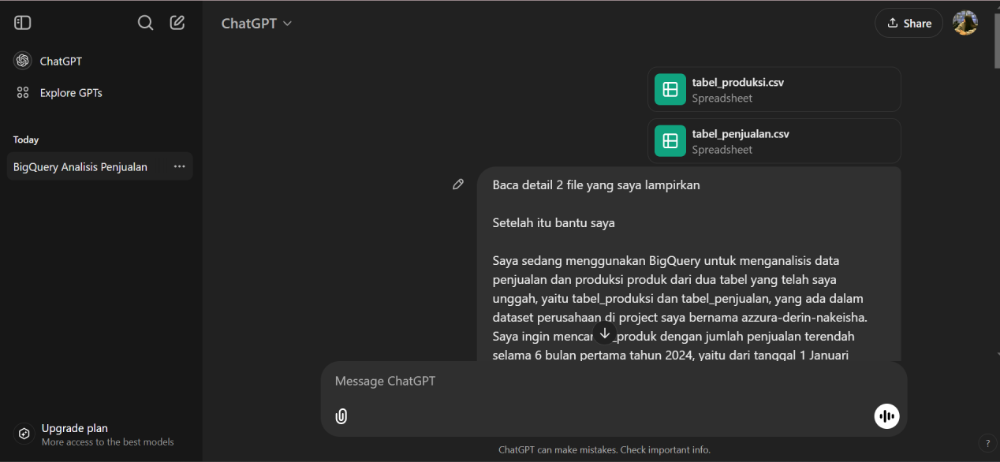 ChatGPT
Share
ChatGPT
Explore GPTs
Today
BigQuery Analisis Penjualan
tabel_produksi.csv
Spreadsheet
tabel_penjualan.csv
Spreadsheet
Baca detail 2 file yang saya lampirkan
Setelah itu bantu saya
Saya sedang menggunakan BigQuery untuk menganalisis data
penjualan dan produksi produk dari dua tabel yang telah saya
unggah, yaitu tabel_produksi dan tabel_penjualan, yang ada dalam
dataset perusahaan di project saya bernama azzura-derin-nakeisha.
Saya ingin _produk dengan jumlah penjualan terendah
selama 6 bulan pertama tahun 2024, yaitu dari tanggal 1 Januari
Message ChatGPT
Upgrade plan
More access to the best models
ChatGPT can make mistakes. Check important info.
?